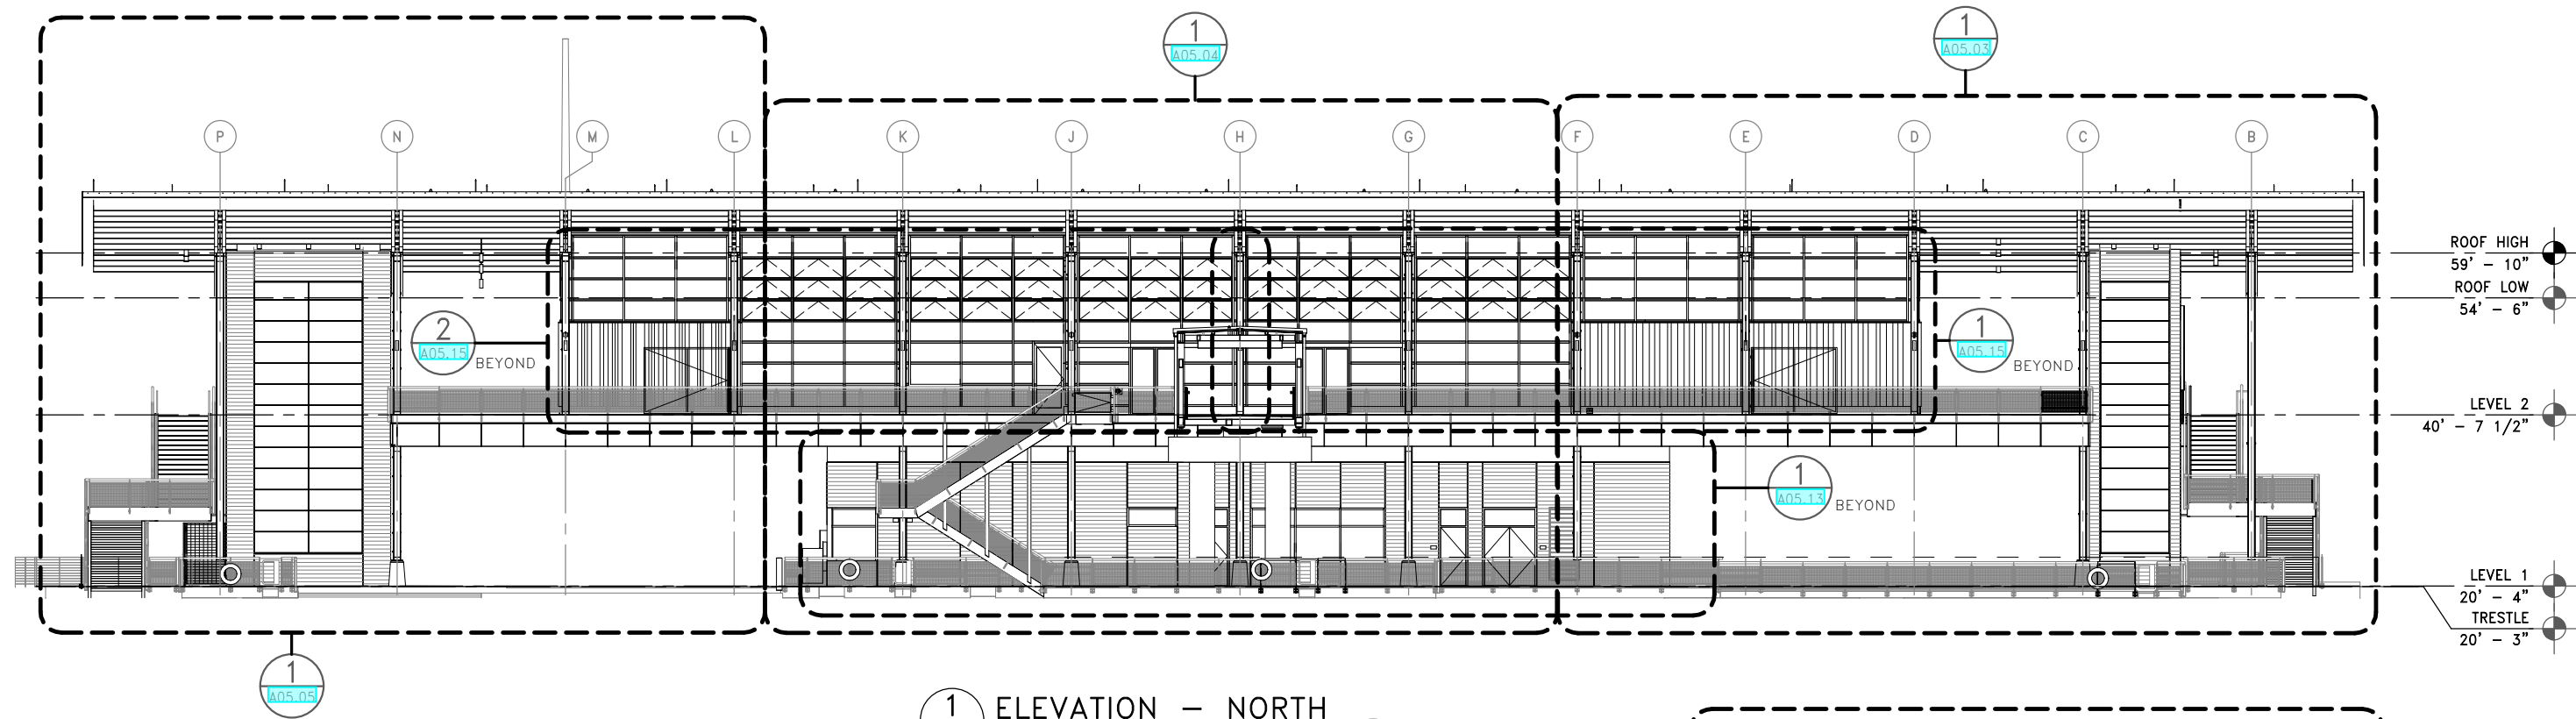 1
A05.04
1
A05.03
P
N
M
L
K
J
H
G
F
E
D
C
B
ROOF HIGH
59' - 10"
ROOF LOW
54' - 6"
2
A05.15
BEYOND
1
A05.15
BEYOND
LEVEL 2
40' - 7 1/2"
1
A05.13
BEYOND
LEVEL 1
20' - 4"
TRESTLE
20' - 3"
1
A05.05
1
ELEVATION - NORTH